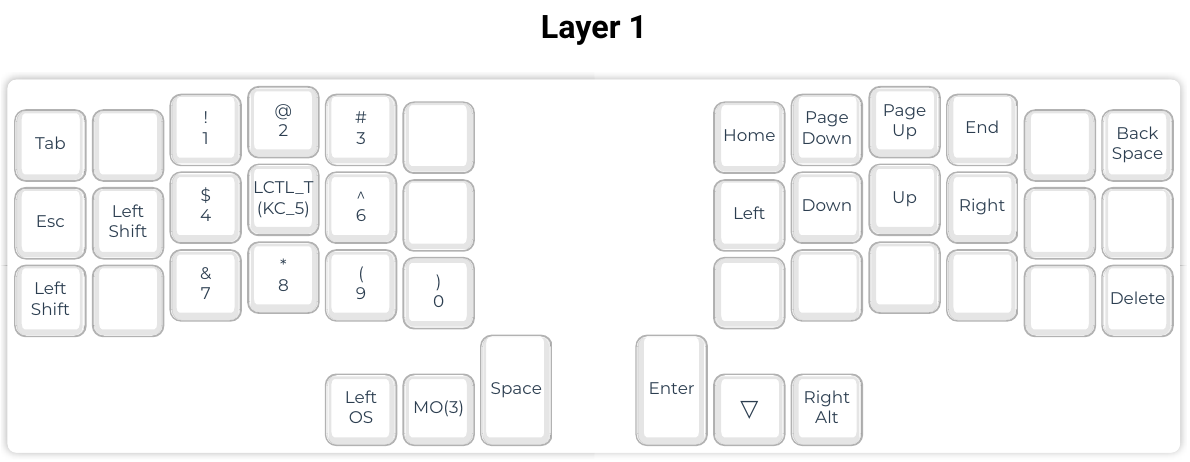 Layer 1
Tab
!
1
@
2
#
3
Home
Page
Down
Page
Up
End
Back
Space
Esc
Left
Shift
$
4
LCTL_T
(KC_5)
^
6
Left
Down
Up
Right
Left
Shift
&
7
*
8
(
9
)
0
Delete
Left
OS
MO(3)
Space
Enter
▽
Right
Alt